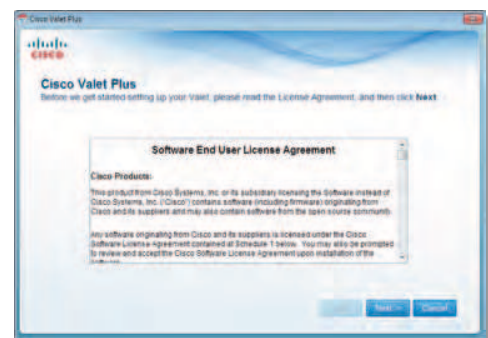 Cisco Valet Plus
CISCO
Cisco Valet Plus
Before we get started setting up your Valet, please read the License Agreement, and then click Next.
Software End User License Agreement
Cisco Products:
This product from Cisco Systems, Inc. or its subsidiary licensing the Software instead of
Cisco Systems, Inc. ("Cisco") contains software (including firmware) originating from
Cisco and its suppliers and may also contain software from the open source community.
Any software originating from Cisco and its suppliers is licensed under the Cisco
Software License Agreement contained at Schedule 1 below. You may also be prompted
to review and accept the Cisco Software License Agreement upon installation of the
Next
Cancel